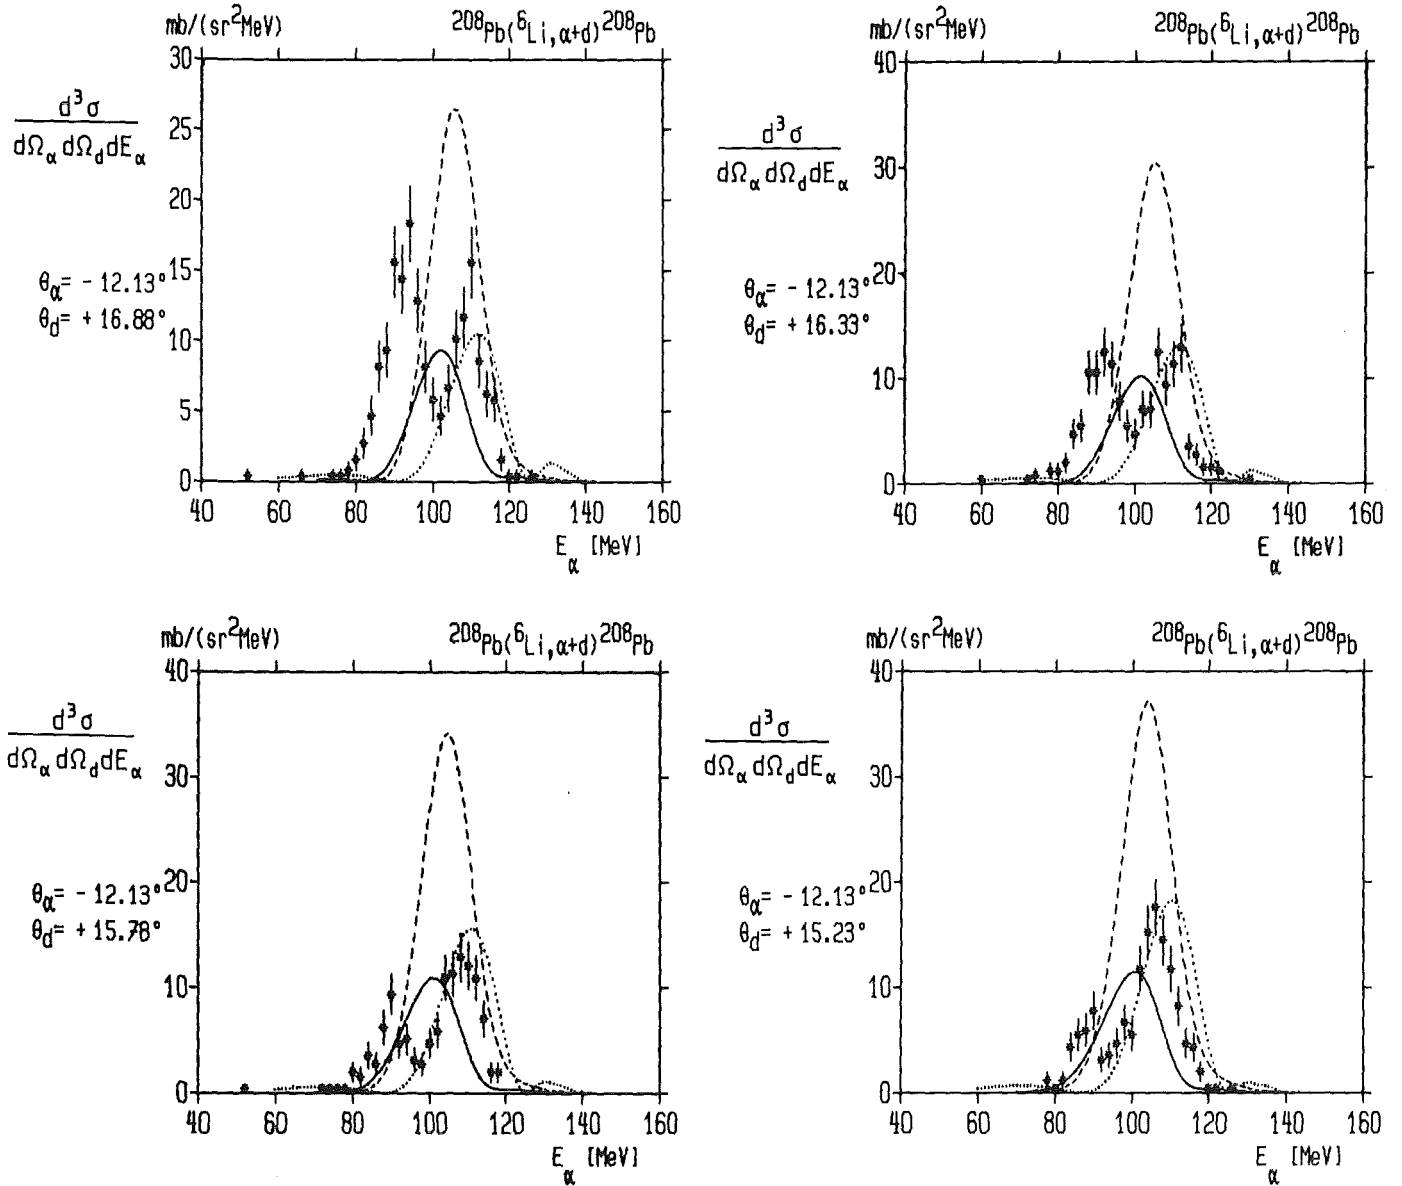 mb/(sr²MeV) ²⁰⁸Pb(⁶Li,α+d)²⁰⁸Pb
30
25
20
15
10
5
0
d³σ
dΩα dΩd dEα
θα= - 12.13°
θd= + 16.88°
40 60 80 100 120 140 160
Eα [MeV]
mb/(sr²MeV) ²⁰⁸Pb(⁶Li,α+d)²⁰⁸Pb
40
30
20
10
0
d³σ
dΩα dΩd dEα
θα= - 12.13°
θd= + 16.33°
40 60 80 100 120 140 160
Eα [MeV]
mb/(sr²MeV) ²⁰⁸Pb(⁶Li,α+d)²⁰⁸Pb
40
30
20
10
0
d³σ
dΩα dΩd dEα
θα= - 12.13°
θd= + 15.78°
40 60 80 100 120 140 160
Eα [MeV]
mb/(sr²MeV) ²⁰⁸Pb(⁶Li,α+d)²⁰⁸Pb
40
30
20
10
0
d³σ
dΩα dΩd dEα
θα= - 12.13°
θd= + 15.23°
40 60 80 100 120 140 160
Eα [MeV]